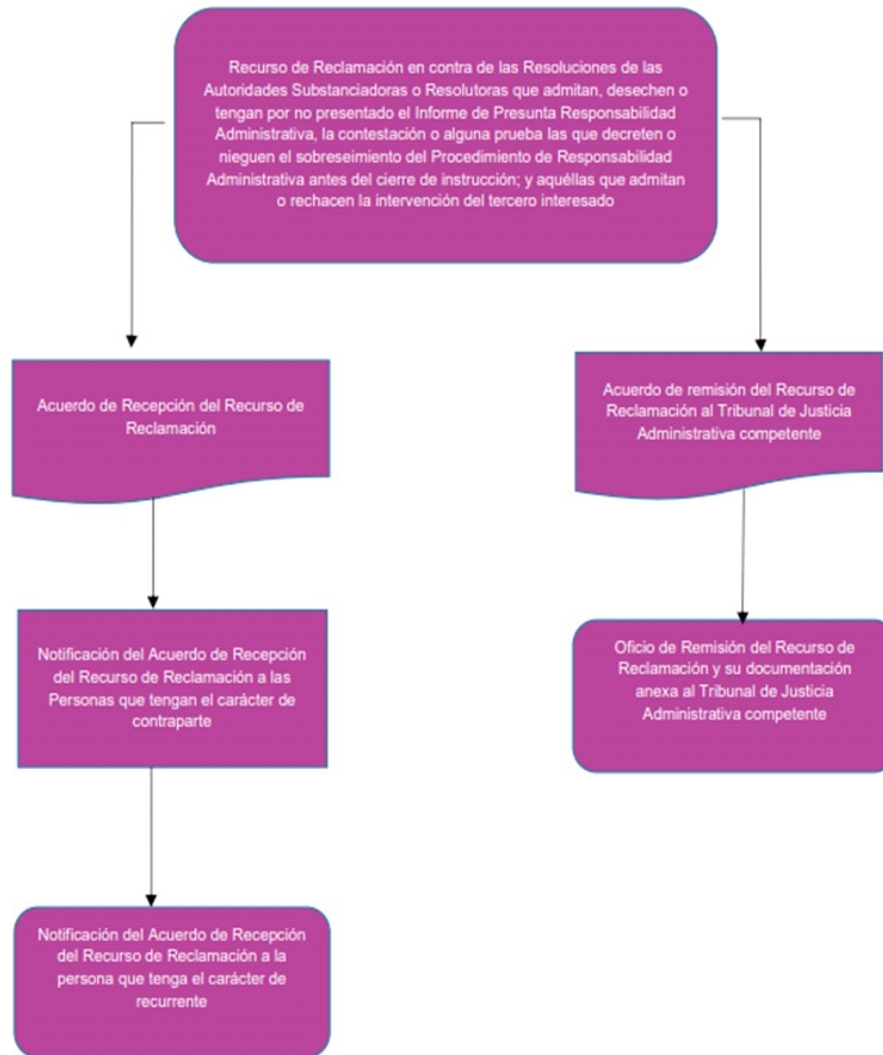 Recurso de Reclamación en contra de las Resoluciones de las
Autoridades Substanciadoras o Resolutoras que admitan, desechen o
tengan por no presentado el Informe de Presunta Responsabilidad
Administrativa, la contestación o alguna prueba las que decreten o
nieguen el sobreseimiento del Procedimiento de Responsabilidad
Administrativa antes del cierre de instrucción; y aquéllas que admitan
o rechacen la intervención del tercero interesado
Acuerdo de Recepción del Recurso de
Reclamación
Notificación del Acuerdo de Recepción
del Recurso de Reclamación a las
Personas que tengan el carácter de
contraparte
Notificación del Acuerdo de Recepción
del Recurso de Reclamación a la
persona que tenga el carácter de
recurrente
Acuerdo de remisión del Recurso de
Reclamación al Tribunal de Justicia
Administrativa competente
Oficio de Remisión del Recurso de
Reclamación y su documentación
anexa al Tribunal de Justicia
Administrativa competente